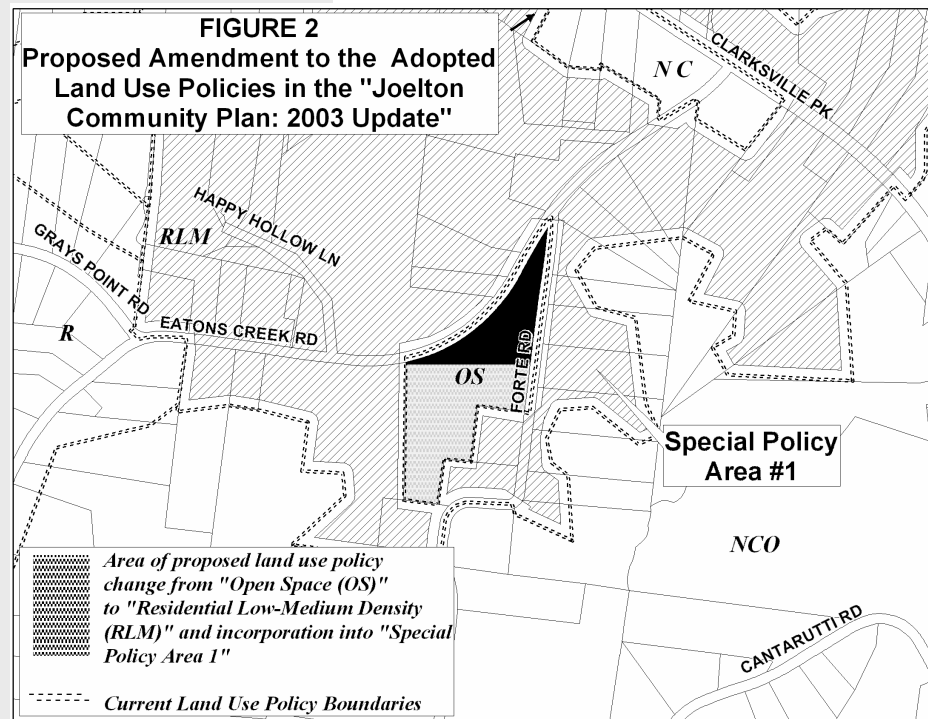 FIGURE 2
Proposed Amendment to the Adopted
Land Use Policies in the "Joelton
Community Plan: 2003 Update"
CLARKSVILLE PK
N C
HAPPY HOLLOW LN
RLM
GRAYS POINT RD
R
EATONS CREEK RD
FORTE RD
OS
Special Policy
Area #1
NCO
CANTARUTTI RD
Area of proposed land use policy
change from "Open Space (OS)"
to "Residential Low-Medium Density
(RLM)" and incorporation into "Special
Policy Area 1"
Current Land Use Policy Boundaries